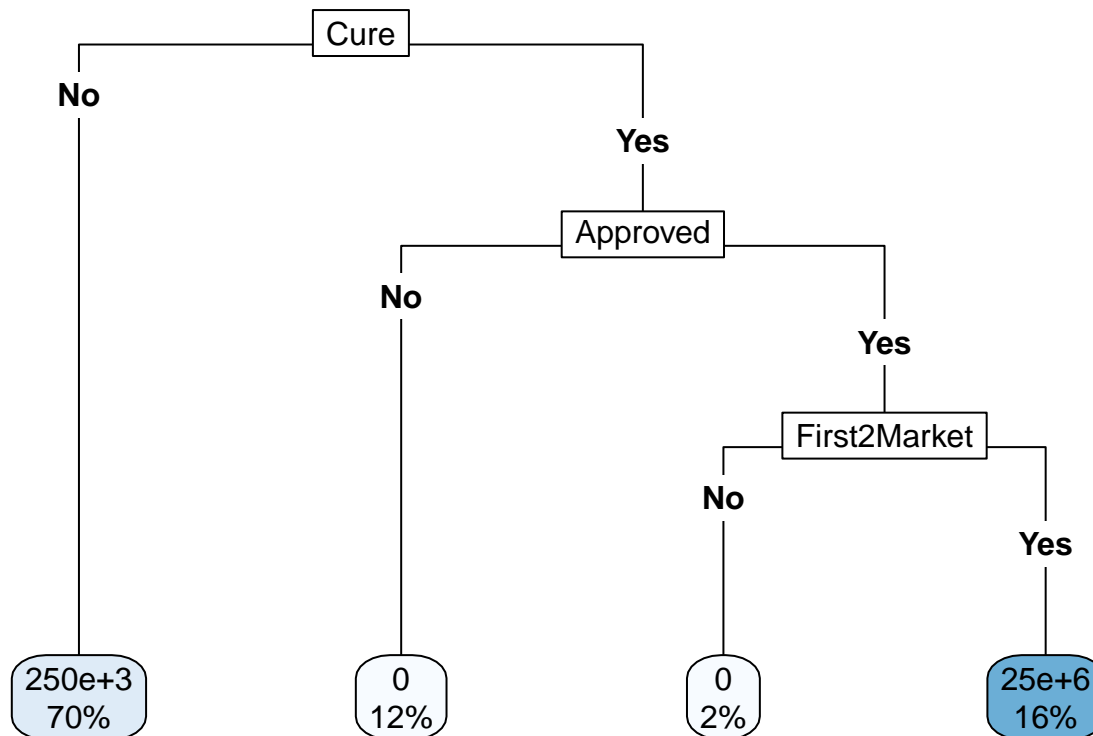 Cure
No
Yes
Approved
No
Yes
First2Market
No
Yes
250e+3
70%
0
12%
0
2%
25e+6
16%